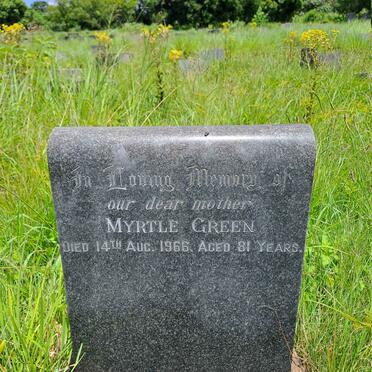 In Loving Memory of
our dear mother
MYRTLE GREEN
DIED 14TH AUG. 1966, AGED 81 YEARS.